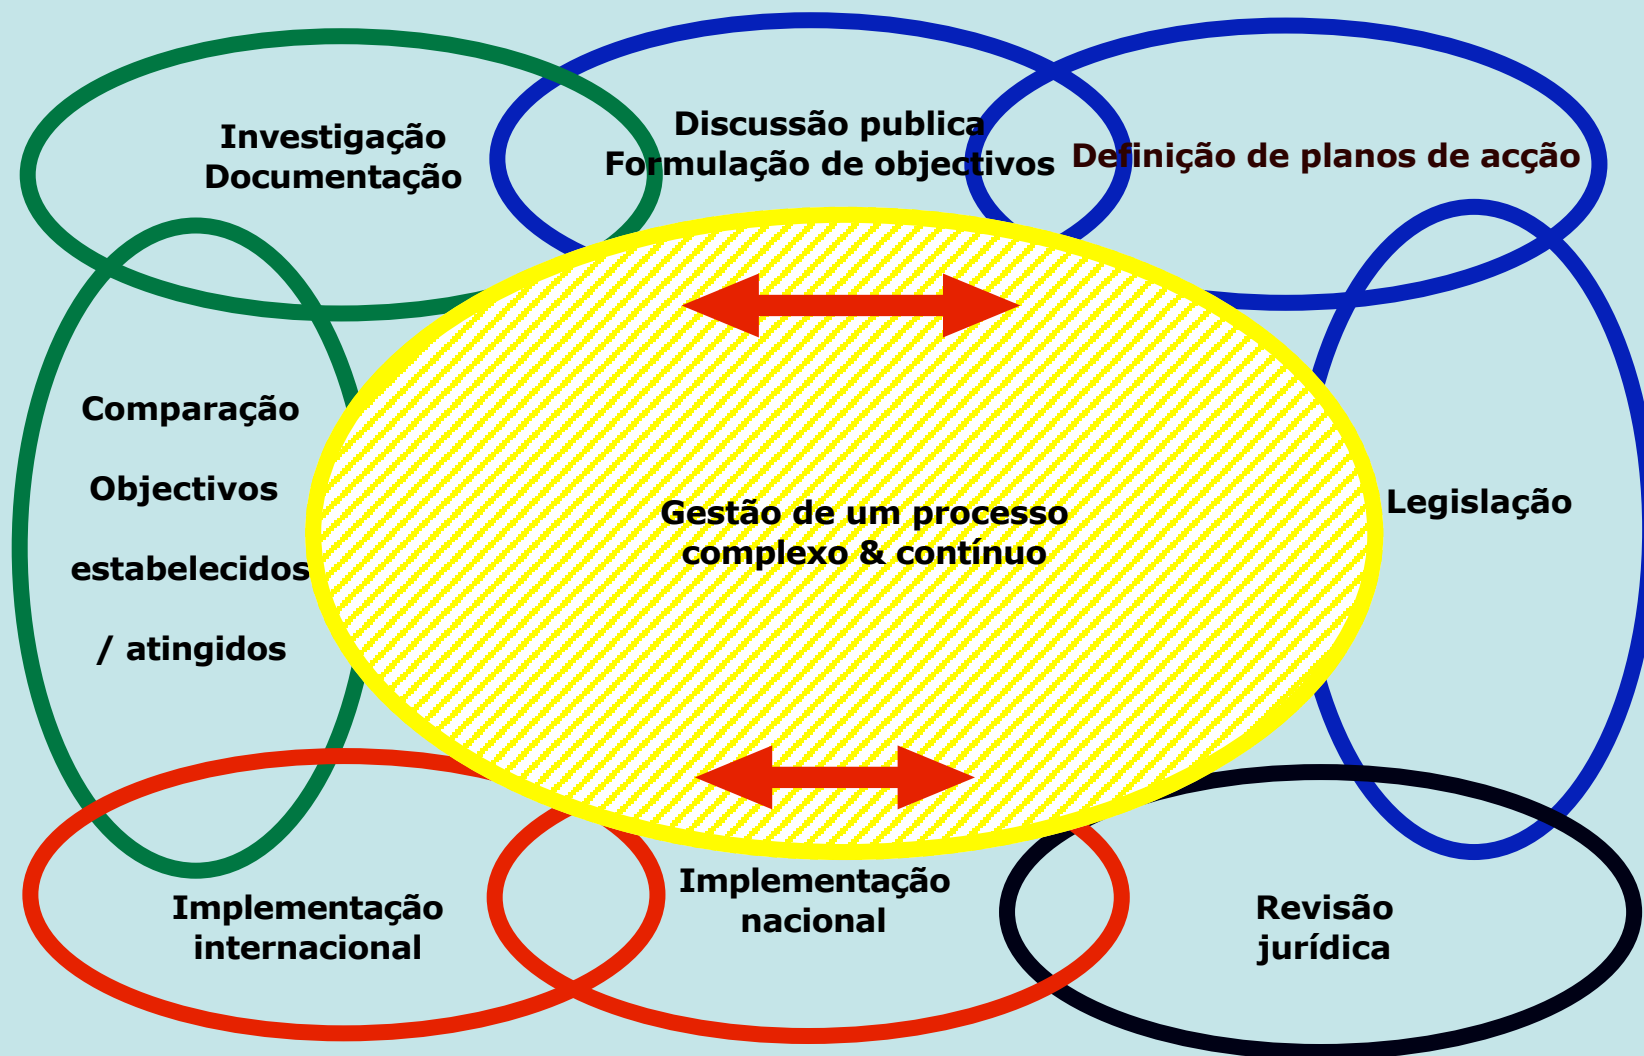 Investigação
Documentação
Discussão publica
Formulação de objectivos
Definição de planos de acção
Comparação
Objectivos
estabelecidos
/ atingidos
Gestão de um processo
complexo & contínuo
Legislação
Implementação
internacional
Implementação
nacional
Revisão
jurídica